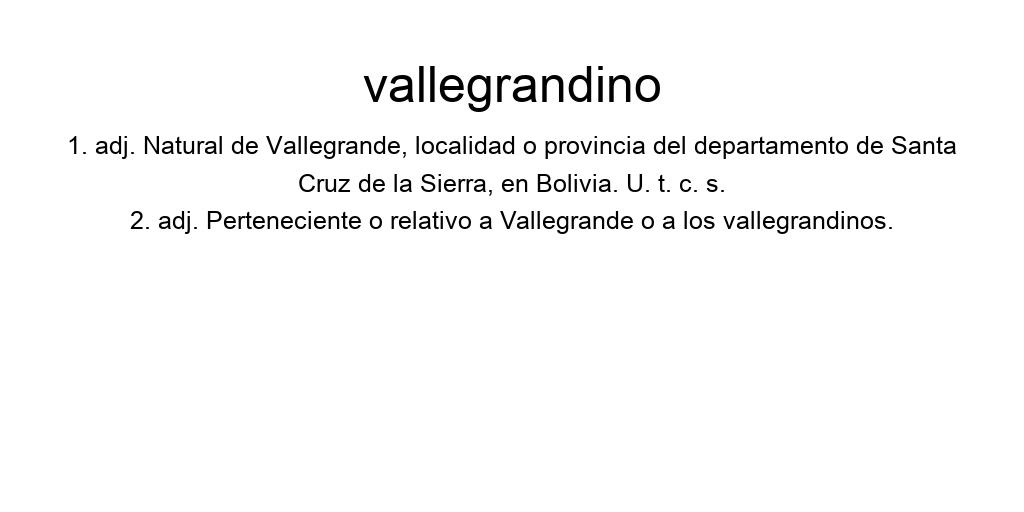 vallegrandino
1. adj. Natural de Vallegrande, localidad o provincia del departamento de Santa
Cruz de la Sierra, en Bolivia. U. t. c. s.
2. adj. Perteneciente o relativo a Vallegrande o a los vallegrandinos.